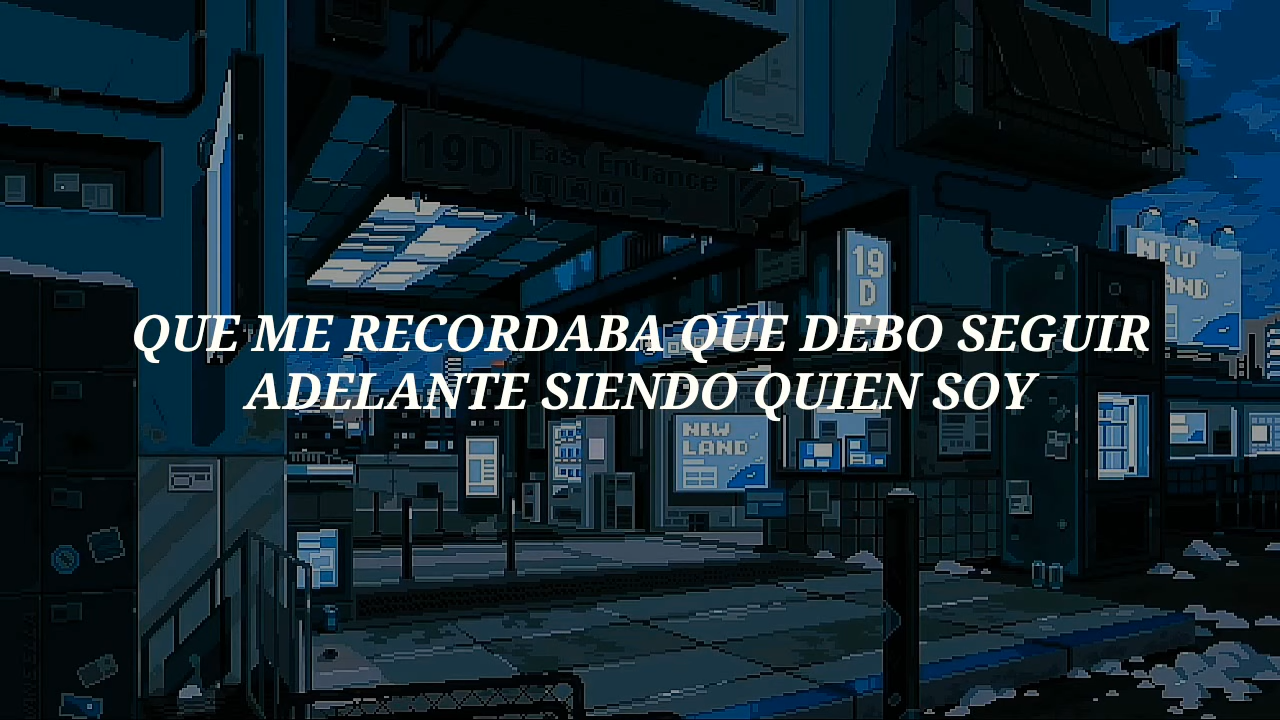 19D East Entrance
NEW
LAND
19
D
QUE ME RECORDABA QUE DEBO SEGUIR
ADELANTE SIENDO QUIEN SOY
NEW
LAND